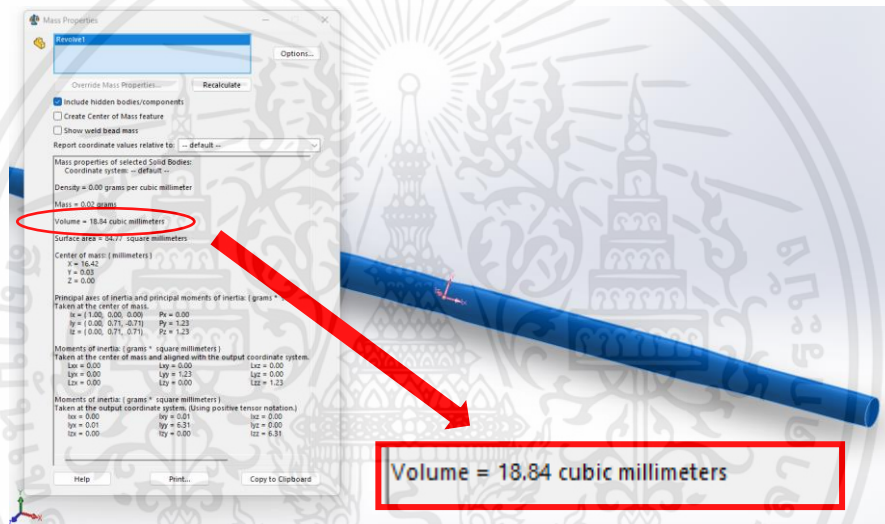 Mass Properties
Revolve1
Options...
Override Mass Properties...
Recalculate
Include hidden bodies/components
Create Center of Mass feature
Show weld bead mass
Report coordinate values relative to: -- default --
Mass properties of selected Solid Bodies:
Coordinate system: -- default --
Density = 0.00 grams per cubic millimeter
Mass = 0.02 grams
Volume = 18.84 cubic millimeters
Surface area = 84.77 square millimeters
Center of mass: ( millimeters )
X = 16.42
Y = 0.03
Z = 0.00
Principal axes of inertia and principal moments of inertia: ( grams *
Taken at the center of mass.
Ix = ( 1.00, 0.00, 0.00) Px = 0.00
Iy = ( 0.00, 0.71, -0.71) Py = 1.23
Iz = ( 0.00, 0.71, 0.71) Pz = 1.23
Moments of inertia: ( grams * square millimeters )
Taken at the center of mass and aligned with the output coordinate system.
Lxx = 0.00 Lxy = 0.00 Lxz = 0.00
Lyx = 0.00 Lyy = 1.23 Lyz = 0.00
Lzx = 0.00 Lzy = 0.00 Lzz = 1.23
Moments of inertia: ( grams * square millimeters )
Taken at the output coordinate system. (Using positive tensor notation.)
Ixx = 0.00 Ixy = 0.01 Ixz = 0.00
Iyx = 0.01 Iyy = 6.31 Iyz = 0.00
Izx = 0.00 Izy = 0.00 Izz = 6.31
Help
Print...
Copy to Clipboard
Volume = 18.84 cubic millimeters